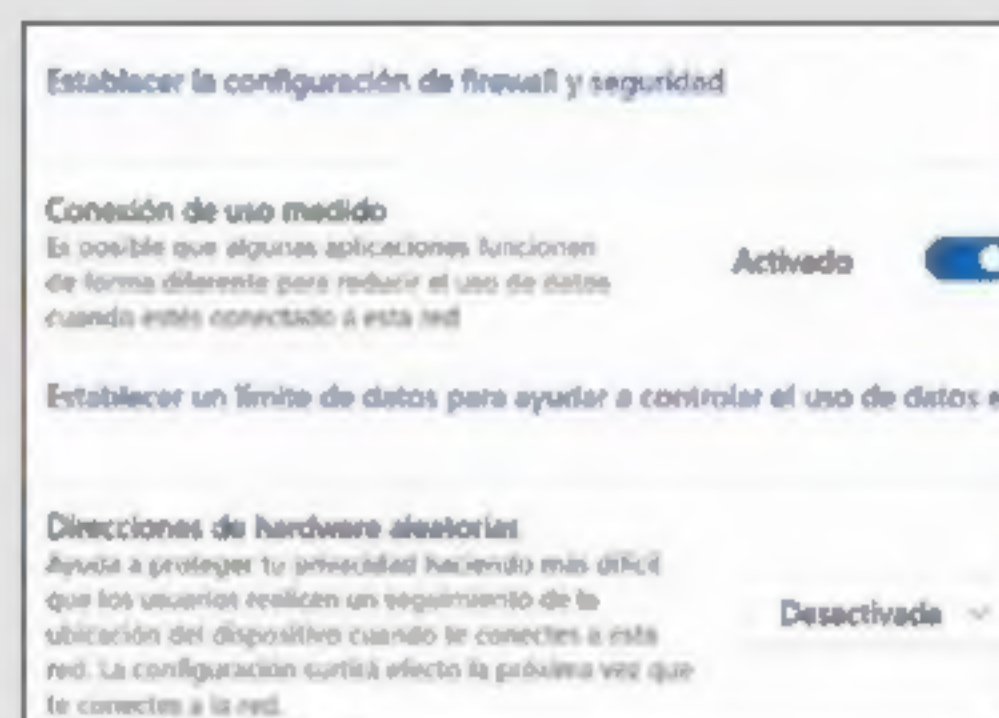 Establecer la configuración de firewall y seguridad
Conexión de uso medido
Es posible que algunas aplicaciones funcionen
de forma diferente para reducir el uso de datos
cuando estés conectado a esta red
Activado
Establecer un límite de datos para ayudar a controlar el uso de datos e
Direcciones de hardware aleatorias
Ayuda a proteger tu privacidad haciendo más difícil
que los usuarios realicen un seguimiento de la
ubicación del dispositivo cuando te conectes a esta
red. La configuración surtirá efecto la próxima vez que
te conectes a la red.
Desactivada